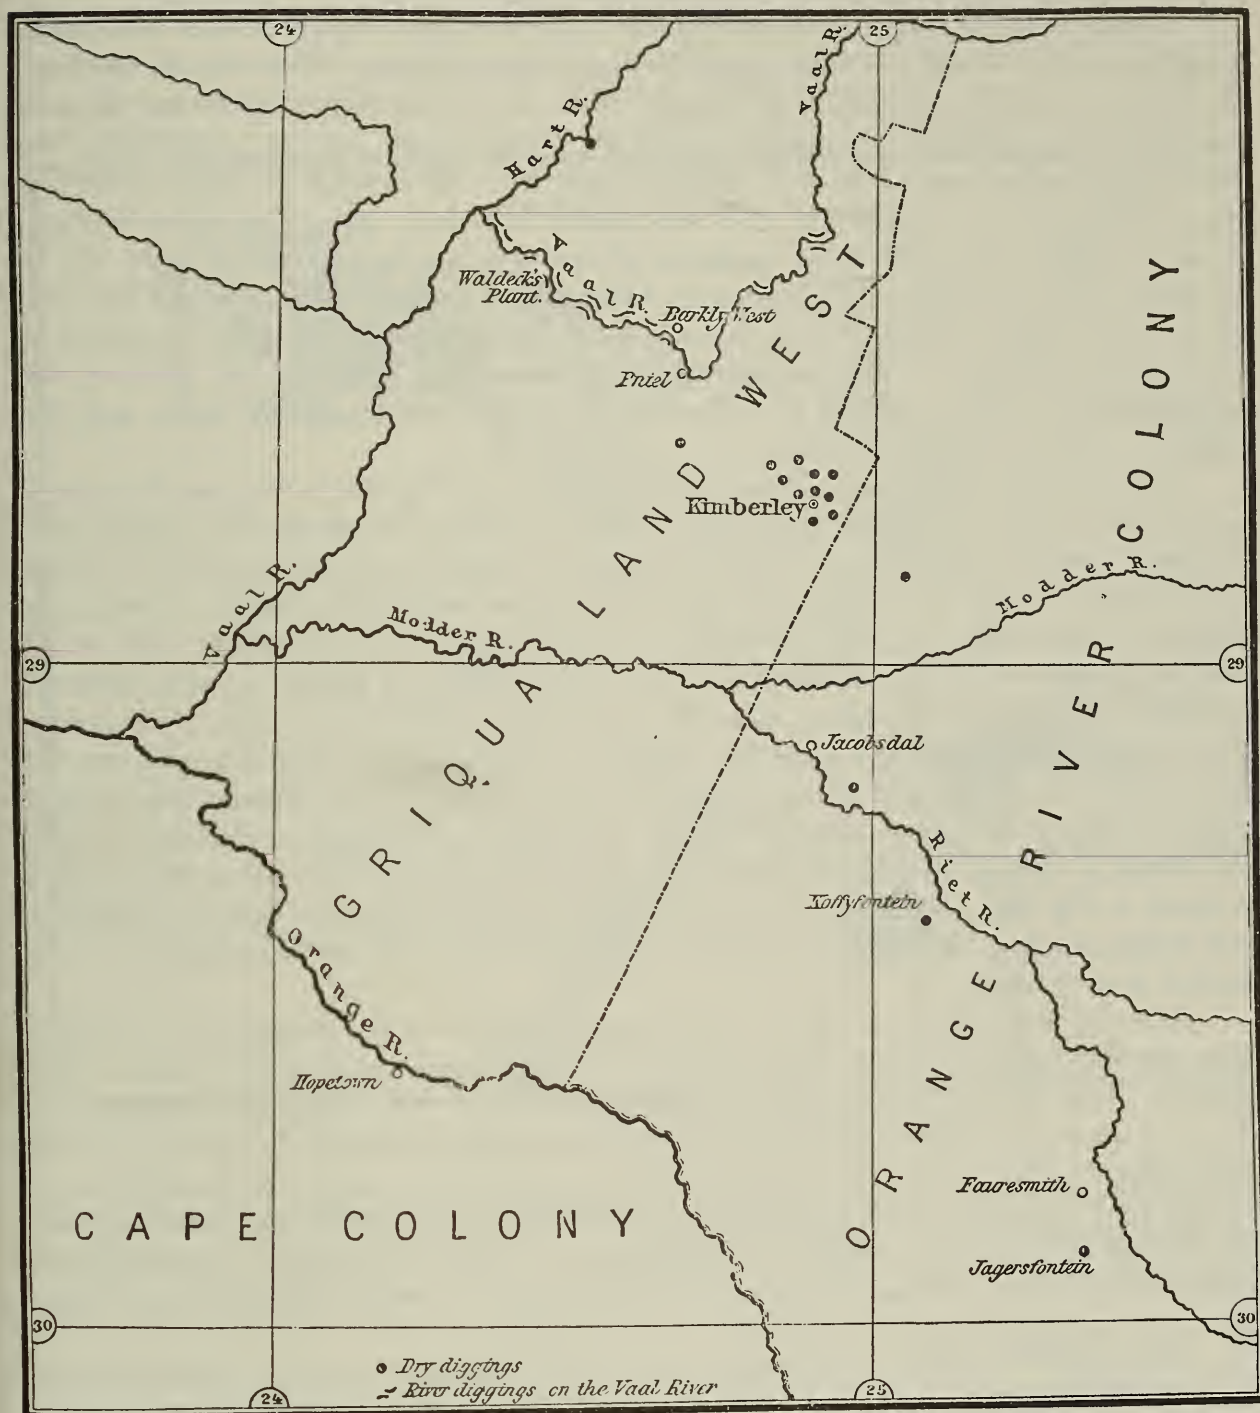 24
25
Vaal R.
Hart R.
Vaal R.
Waldeck's
Plant.
Barkly West
Pniel
Kimberley
GRIQUALAND WEST
Vaal R.
Modder R.
Modder R.
29
29
Jacobsdal
Riet R.
Koffyfontein
ORANGE RIVER COLONY
Orange R.
Hopetown
Fauresmith
Jagersfontein
CAPE COLONY
30
30
Dry diggings
River diggings on the Vaal River
24
25